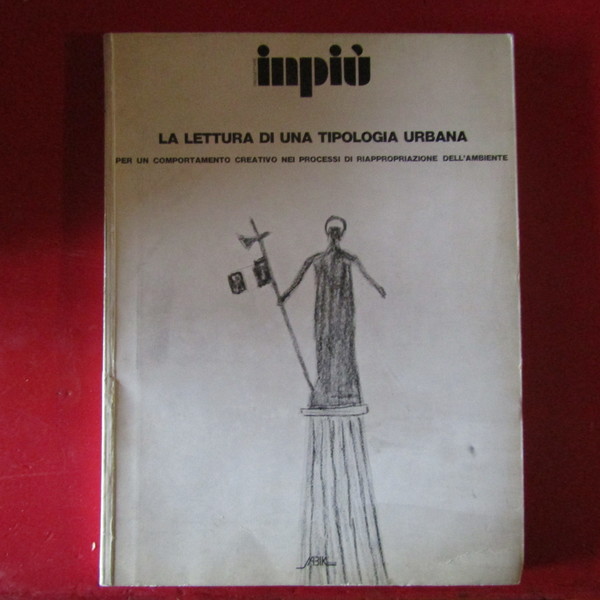 inpiù
LA LETTURA DI UNA TIPOLOGIA URBANA
PER UN COMPORTAMENTO CREATIVO NEI PROCESSI DI RIAPPROPRIAZIONE DELL'AMBIENTE